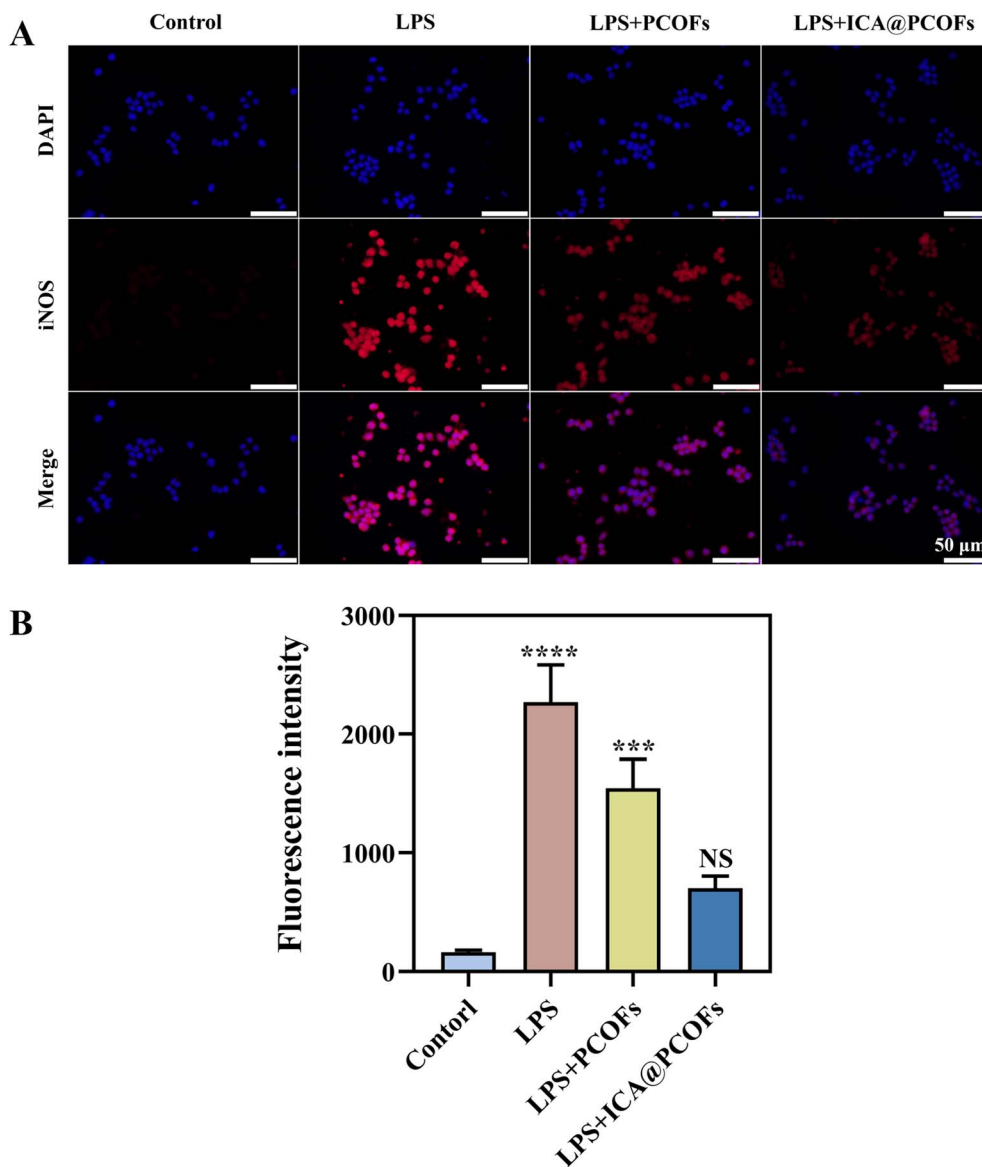 A
Control LPS LPS+PCOFs LPS+ICA@PCOFs
DAPI
iNOS
Merge
50 μm
B
Fluorescence intensity
3000
2000
1000
0
****
***
NS
Contorl
LPS
LPS+PCOFs
LPS+ICA@PCOFs